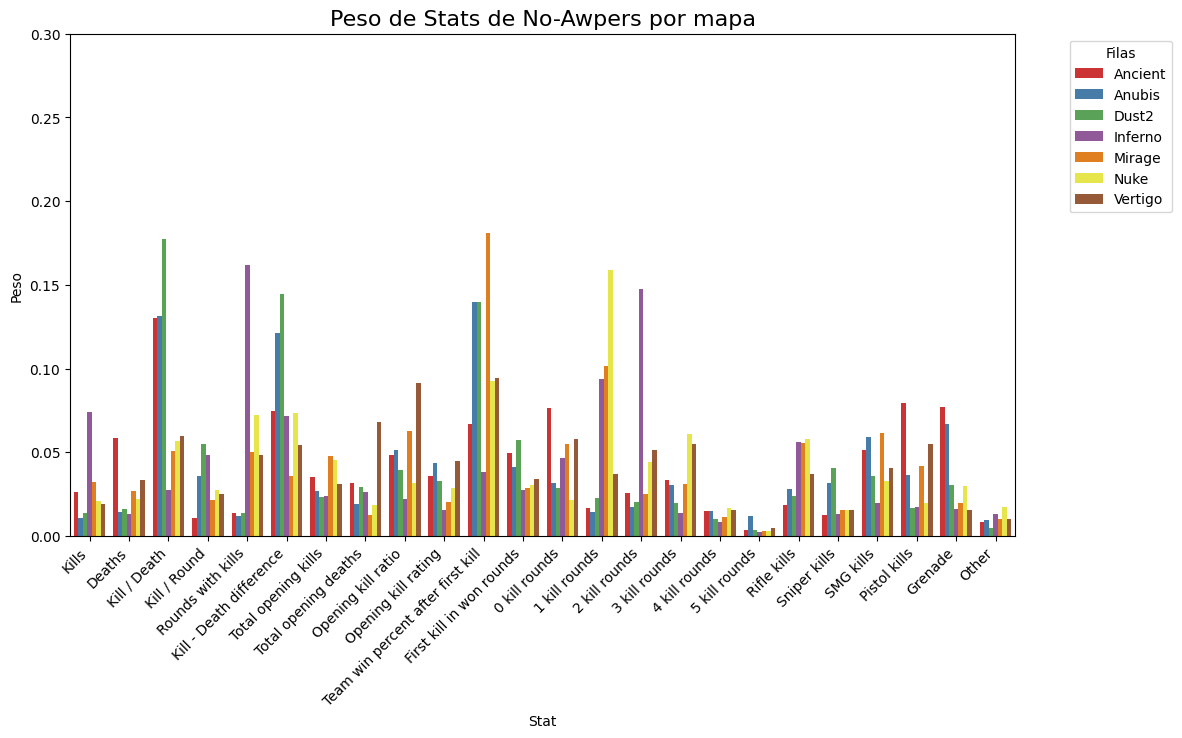 Peso de Stats de No-Awpers por mapa
Peso
0.30
0.25
0.20
0.15
0.10
0.05
0.00
Kills
Deaths
Kill / Death
Kill / Round
Rounds with kills
Kill - Death difference
Total opening kills
Total opening deaths
Opening kill ratio
Opening kill rating
Team win percent after first kill
First kill in won rounds
0 kill rounds
1 kill rounds
2 kill rounds
3 kill rounds
4 kill rounds
5 kill rounds
Rifle kills
Sniper kills
SMG kills
Pistol kills
Grenade
Other
Stat
Filas
Ancient
Anubis
Dust2
Inferno
Mirage
Nuke
Vertigo